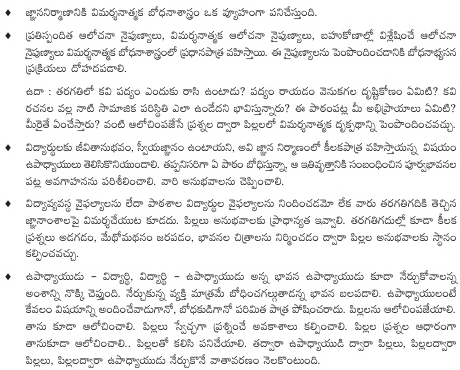 ♦ జ్ఞాననిర్మాణానికి విమర్శనాత్మక బోధనాశాస్త్రం ఒక వ్యూహంగా పనిచేస్తుంది.
♦ ప్రతిస్పందిత ఆలోచనా నైపుణ్యాలు, విమర్శనాత్మక ఆలోచనా నైపుణ్యాలు, బహుకోణాల్లో విశ్లేషించే ఆలోచనా
నైపుణ్యాలు విమర్శనాత్మక బోధనాశాస్త్రంలో ప్రధానపాత్ర వహిస్తాయి. ఈ నైపుణ్యాలను పెంపొందించడానికి బోధనాభ్యసన
ప్రక్రియలు దోహదపడాలి.
ఉదా : తరగతిలో కవి పద్యం ఎందుకు రాసి ఉంటాడు? పద్యం రాయడం వెనుకగల దృష్టికోణం ఏమిటి? కవి
రచనల వల్ల నాటి సామాజిక పరిస్థితి ఎలా ఉండేదని భావిస్తున్నారు? ఈ పాఠంపట్ల మీ అభిప్రాయాలు ఏమిటి?
మీరైతే ఏంచేస్తారు? వంటి ఆలోచింపజేసే ప్రశ్నల ద్వారా పిల్లలలో విమర్శనాత్మక దృక్పథాన్ని పెంపొందించవచ్చు.
♦ విద్యార్థులకు జీవితానుభవం, స్వీయజ్ఞానం ఉంటాయని, అవి జ్ఞాన నిర్మాణంలో కీలకపాత్ర వహిస్తాయన్న విషయం
ఉపాధ్యాయులు తెలిసికొనియుండాలి. తప్పనిసరిగా ఏ పాఠం బోధిస్తున్నా, ఆ ఇతివృత్తానికి సంబంధించిన పూర్వభావనల
పట్ల అవగాహనను పరిశీలించాలి. వారి అనుభవాలను చెప్పించాలి.
♦ విద్యావ్యవస్థ వైఫల్యాలను లేదా పాఠశాల విద్యార్థుల వైఫల్యాలను నిందించడమో లేక వారు తరగతిగదికి తెచ్చిన
జ్ఞానాంశాలపై విమర్శచేయుట కూడదు. పిల్లలు అనుభవాలకు ప్రాధాన్యత ఇవ్వాలి. తరగతిగదుల్లో కూడా కీలక
ప్రశ్నలు అడగడం, మేథోమథనం జరపడం, భావనల చిత్రాలను నిర్మించడం ద్వారా పిల్లల అనుభవాలకు స్థానం
కల్పించవచ్చు.
♦ ఉపాధ్యాయుడు - విద్యార్థి, విద్యార్థి - ఉపాధ్యాయుడు అన్న భావన ఉపాధ్యాయుడు కూడా నేర్చుకోవాలన్న
అంశాన్ని నొక్కి చెప్తుంది. నేర్చుకున్న వ్యక్తి మాత్రమే బోధించగల్గుతాడన్న భావన బలపడాలి. ఉపాధ్యాయులంటే
కేవలం విషయాన్ని అందించేవాడుగానో, బోధకుడిగానో పరిమిత పాత్ర పోషించరాదు. పిల్లలను ఆలోచింపజేయాలి.
తాను కూడా ఆలోచించాలి. పిల్లలు స్వేచ్ఛగా ప్రశ్నించే అవకాశాలు కల్పించాలి. పిల్లల ప్రశ్నల ఆధారంగా
తానుకూడా ఆలోచించాలి.. పిల్లలతో కలిసి పనిచేయాలి. తద్వారా ఉపాధ్యాయుడి ద్వారా పిల్లలు, పిల్లలద్వారా
పిల్లలు, పిల్లలద్వారా ఉపాధ్యాయుడు నేర్చుకొనే వాతావరణం నెలకొంటుంది.